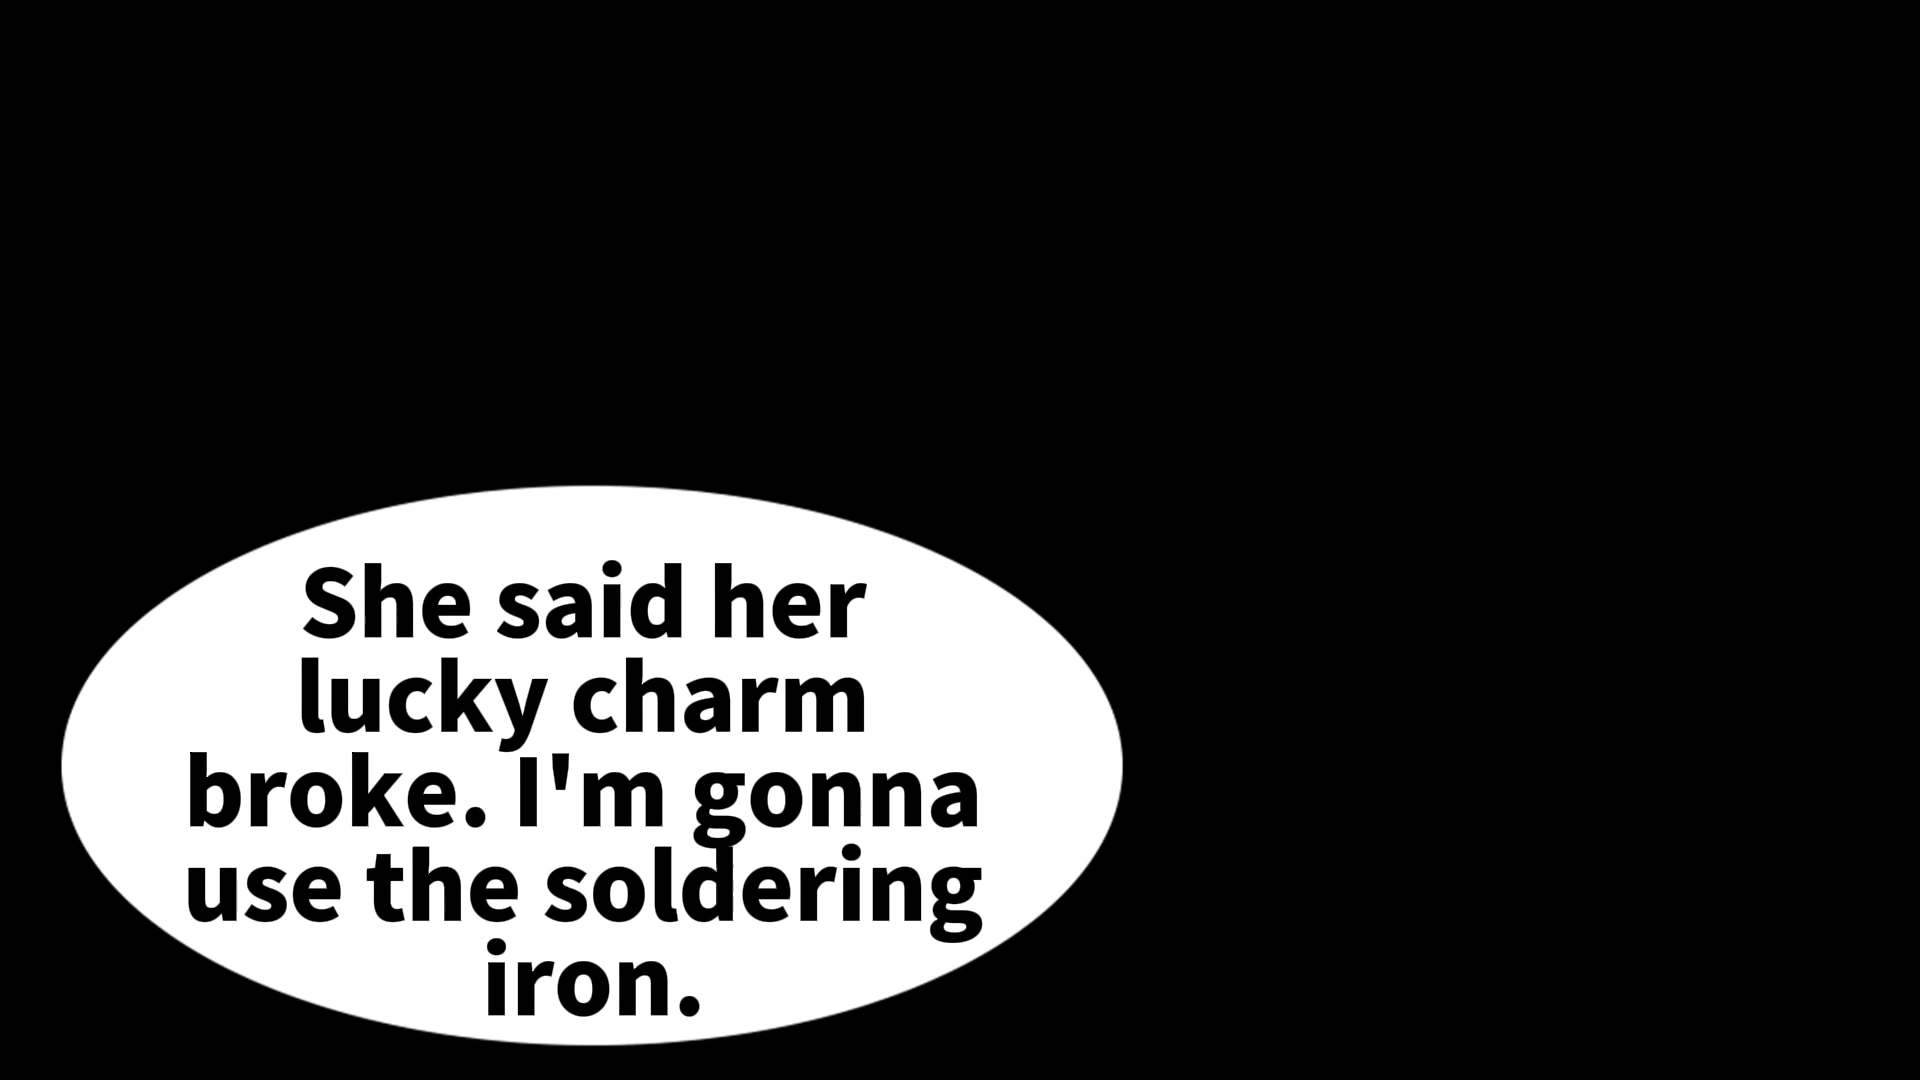 She said her
lucky charm
broke. I'm gonna
use the soldering
iron.